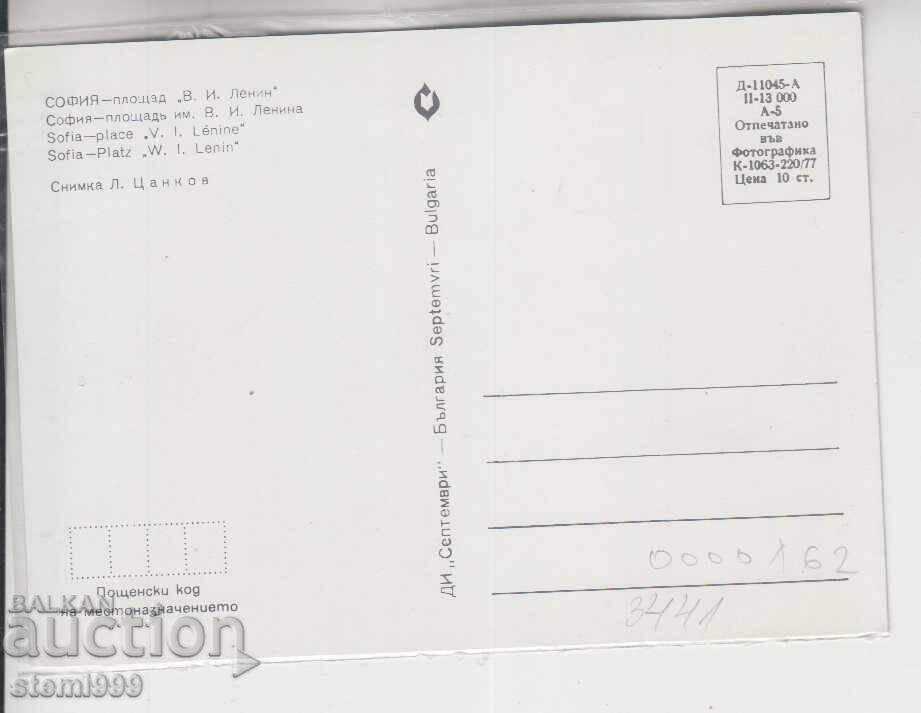 СОФИЯ—площад „В. И. Ленин“
София—площадь им. В. И. Ленина
Sofia—place „V. I. Lénine“
Sofia—Platz „W. I. Lenin“
Снимка Л. Цанков
Д-11045-А
II-13 000
А-5
Отпечатано
във
Фотографика
К-1063-220/77
Цена 10 ст.
ДИ „Септември“ — България Septemvri — Bulgaria
Пощенски код
на местоназначението
0000162
3441
BALKAN
auction
stemi999